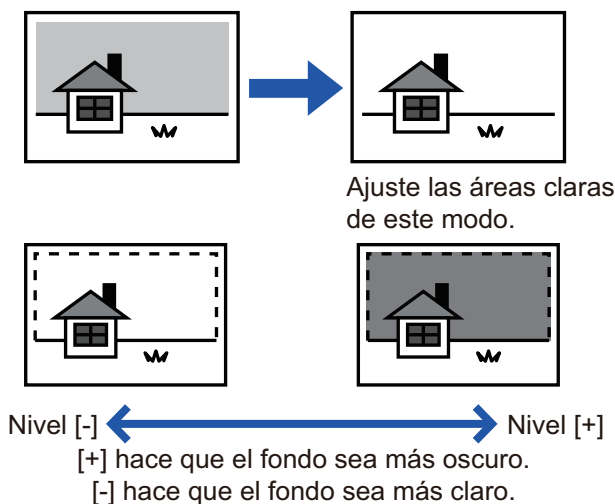 Ajuste las áreas claras
de este modo.
Nivel [-]
Nivel [+]
[+] hace que el fondo sea más oscuro.
[-] hace que el fondo sea más claro.